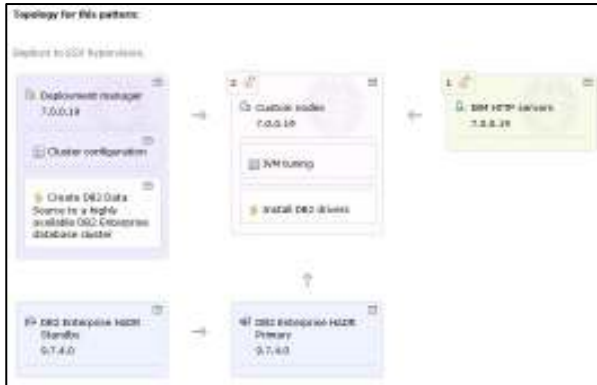 Topology for this pattern:
Deploys to ESX hypervisors.
Deployment manager
7.0.0.19
Cluster configuration
Create DB2 Data
Source to a highly
available DB2 Enterprise
database cluster
2
Custom nodes
7.0.0.19
JVM tuning
Install DB2 drivers
1
IBM HTTP servers
7.0.0.19
DB2 Enterprise HADR
Standby
9.7.4.0
DB2 Enterprise HADR
Primary
9.7.4.0